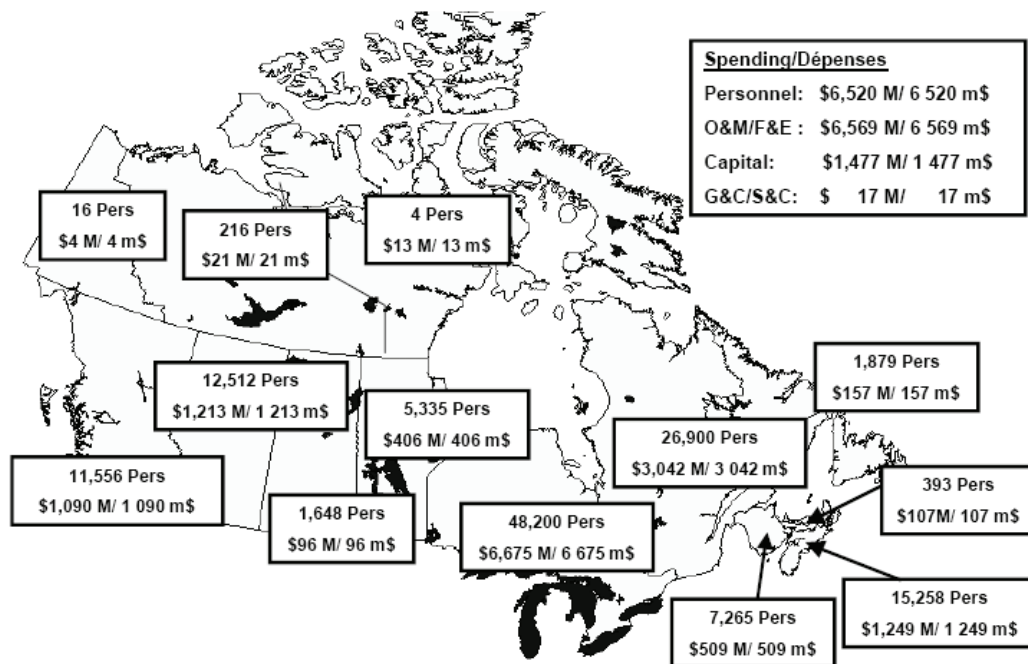 Spending/Dépenses
Personnel: $6,520 M/ 6 520 m$
O&M/F&E : $6,569 M/ 6 569 m$
Capital: $1,477 M/ 1 477 m$
G&C/S&C: $ 17 M/ 17 m$
16 Pers
$4 M/ 4 m$
216 Pers
$21 M/ 21 m$
4 Pers
$13 M/ 13 m$
12,512 Pers
$1,213 M/ 1 213 m$
5,335 Pers
$406 M/ 406 m$
1,879 Pers
$157 M/ 157 m$
26,900 Pers
$3,042 M/ 3 042 m$
11,556 Pers
$1,090 M/ 1 090 m$
1,648 Pers
$96 M/ 96 m$
48,200 Pers
$6,675 M/ 6 675 m$
393 Pers
$107M/ 107 m$
7,265 Pers
$509 M/ 509 m$
15,258 Pers
$1,249 M/ 1 249 m$